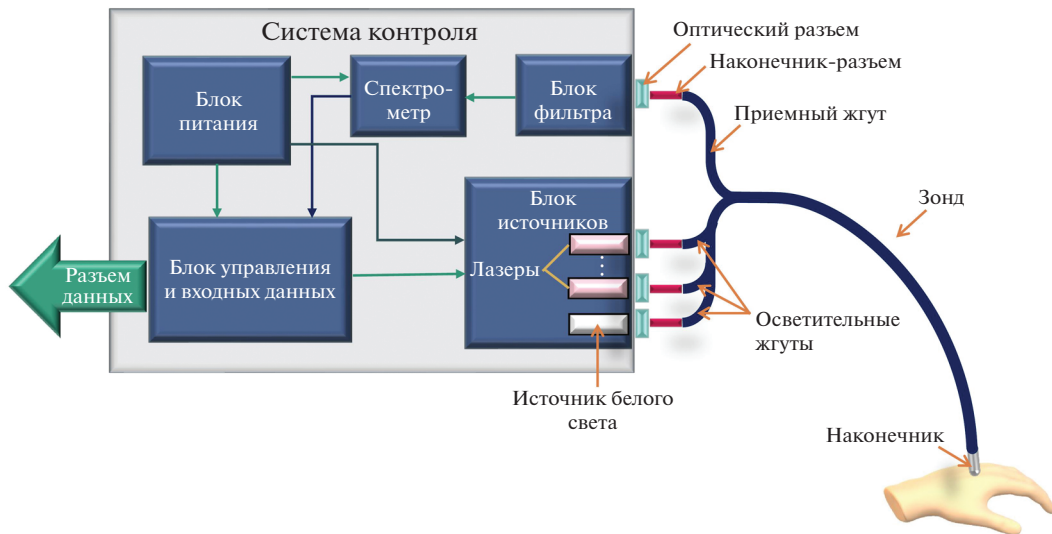 Система контроля
Блок
питания
Спектро-
метр
Блок
фильтра
Оптический разъем
Наконечник-разъем
Приемный жгут
Зонд
Блок
источников
Лазеры
Блок управления
и входных данных
Разъем
данных
Осветительные
жгуты
Источник белого
света
Наконечник